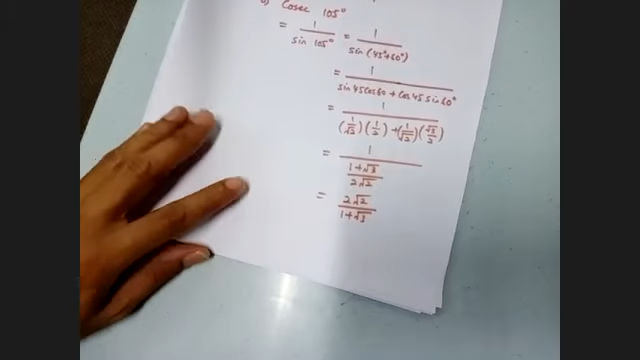 Cosec 105°
= 1/sin 105° = 1/sin (45°+60°)
= 1/sin 45 cos 60 + cos 45 sin 60°
= 1/(1/√2)(1/2) + (1/√2)(√3/2)
= 1/(1+√3)/2√2
= 2√2/1+√3